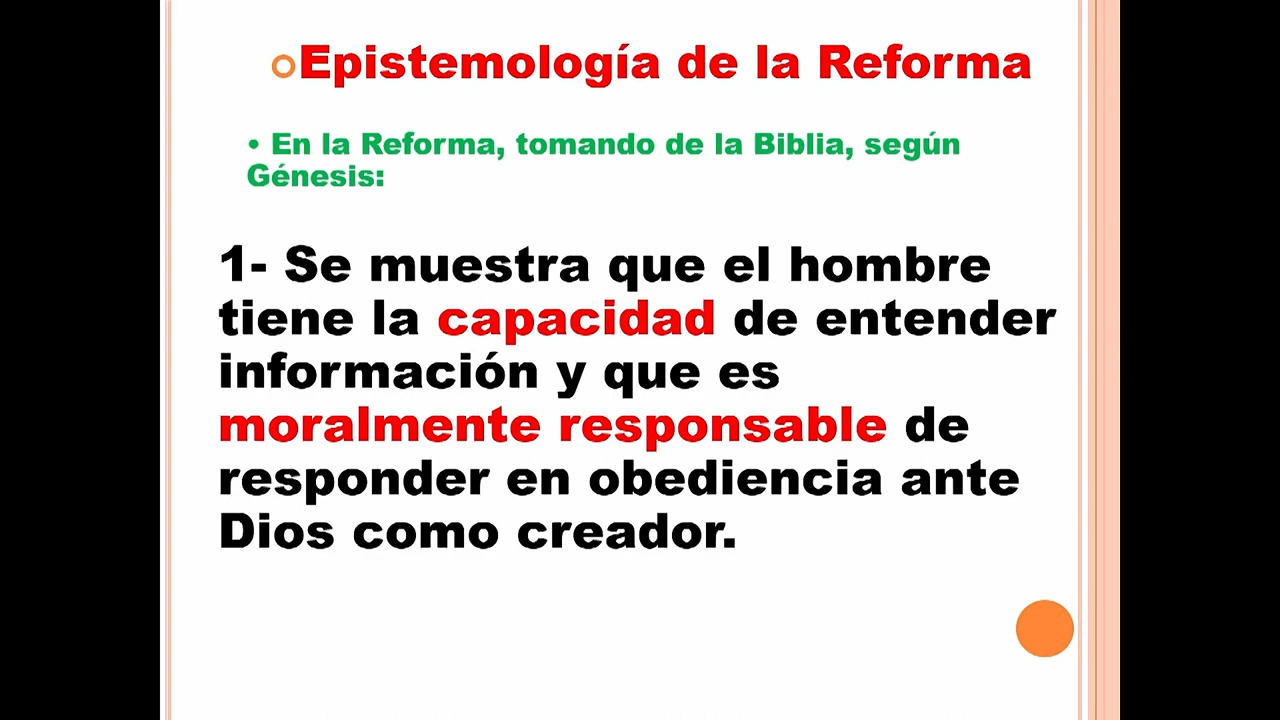 Epistemología de la Reforma
• En la Reforma, tomando de la Biblia, según
Génesis:
1- Se muestra que el hombre
tiene la capacidad de entender
información y que es
moralmente responsable de
responder en obediencia ante
Dios como creador.